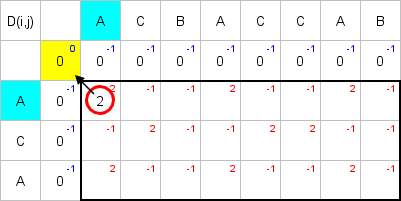 D(i,j) A C B A C C A B
0 0 -1 0 -1 0 -1 0 -1 0 -1 0 -1 0 -1 0 -1 0
A -1 0 2 2 -1 -1 2 -1 -1 2 -1
C -1 0 -1 2 -1 -1 2 2 -1 -1
A -1 0 2 -1 -1 2 -1 -1 2 -1